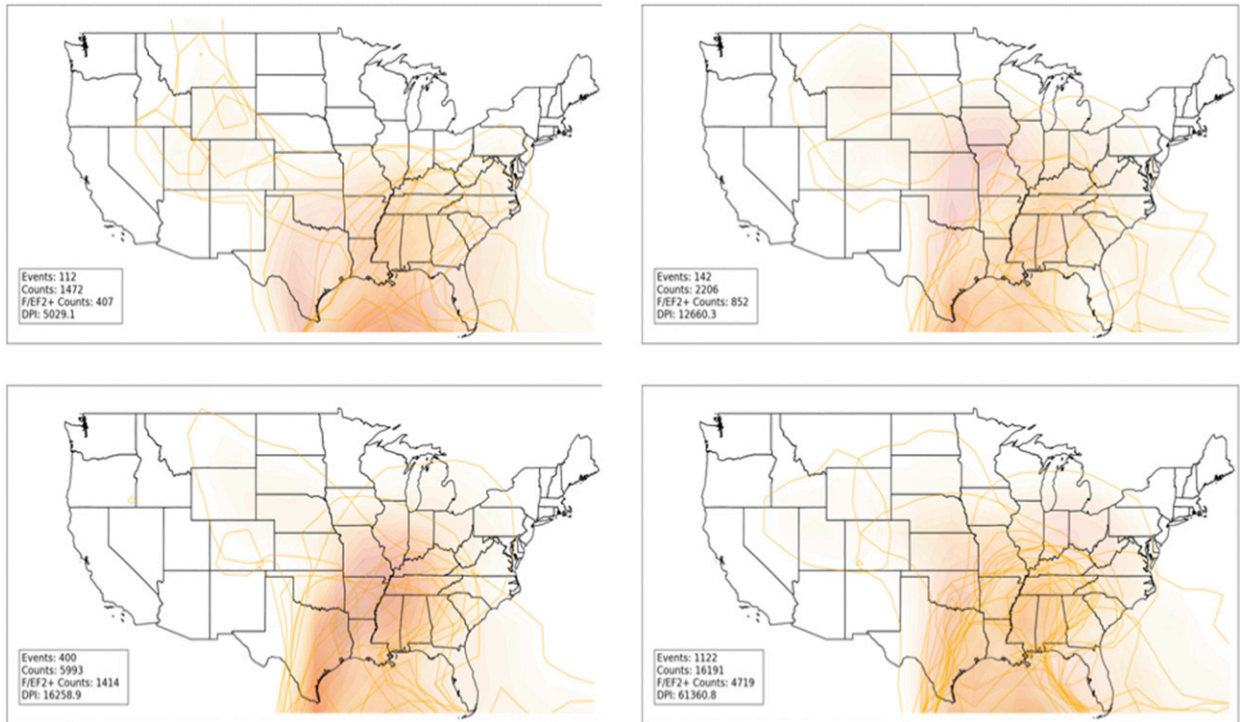 Events: 112
Counts: 1472
F/EF2+ Counts: 407
DPI: 5029.1
Events: 142
Counts: 2206
F/EF2+ Counts: 852
DPI: 12660.3
Events: 400
Counts: 5993
F/EF2+ Counts: 1414
DPI: 16258.9
Events: 1122
Counts: 16191
F/EF2+ Counts: 4719
DPI: 61360.8